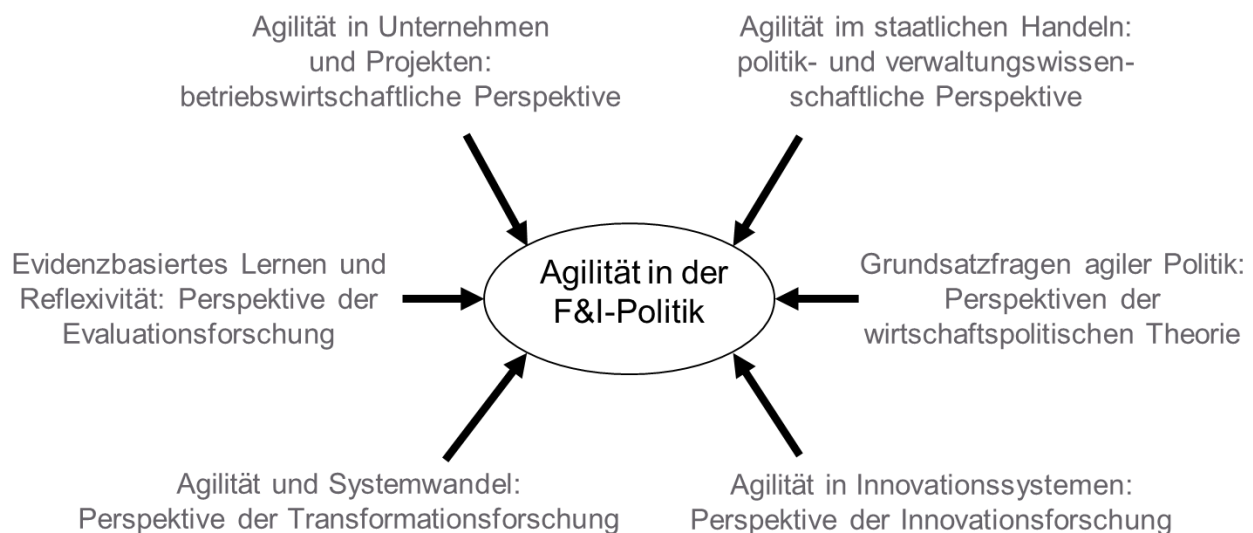 Agilität in Unternehmen
und Projekten:
betriebswirtschaftliche Perspektive
Agilität im staatlichen Handeln:
politik- und verwaltungswissen-
schaftliche Perspektive
Evidenzbasiertes Lernen und
Reflexivität: Perspektive der
Evaluationsforschung
Agilität in der
F&I-Politik
Grundsatzfragen agiler Politik:
Perspektiven der
wirtschaftspolitischen Theorie
Agilität und Systemwandel:
Perspektive der Transformationsforschung
Agilität in Innovationssystemen:
Perspektive der Innovationsforschung